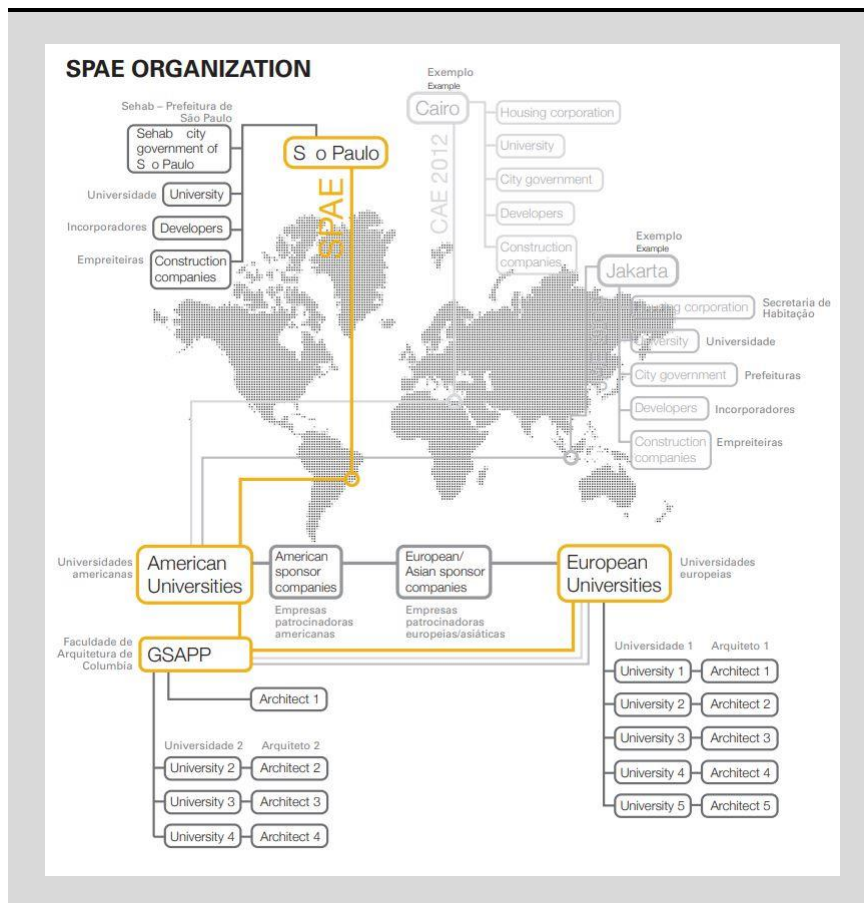 SPAE ORGANIZATION
Sehab – Prefeitura de
São Paulo
Sehab city
government of
S o Paulo
Universidade
University
Incorporadores
Developers
Empreiteiras
Construction
companies
S o Paulo
SPAE
Exemplo
Example
Cairo
CAE 2012
Housing corporation
University
City government
Developers
Construction
companies
Exemplo
Example
Jakarta
corporation
Secretaria de
Habitação
Universidade
City government
Prefeituras
Developers
Incorporadores
Construction
companies
Empreiteiras
Universidades
americanas
American
Universities
American
sponsor
companies
Empresas
patrocinadoras
americanas
European/
Asian sponsor
companies
Empresas
patrocinadoras
europeias/asiáticas
European
Universities
Universidades
europeias
Faculdade de
Arquitetura de
Columbia
GSAPP
Architect 1
Universidade 2 Arquiteto 2
University 2 Architect 2
University 3 Architect 3
University 4 Architect 4
Universidade 1 Arquiteto 1
University 1 Architect 1
University 2 Architect 2
University 3 Architect 3
University 4 Architect 4
University 5 Architect 5